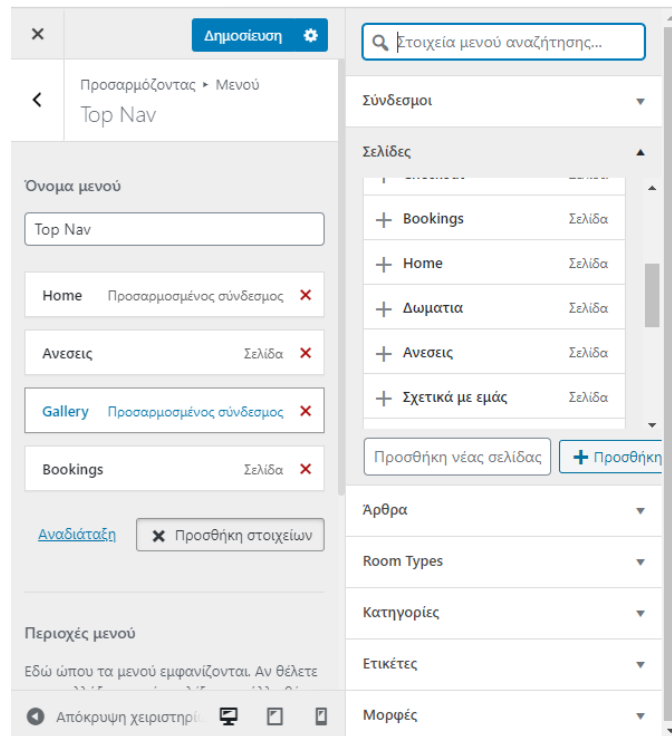 Δημοσίευση
Προσαρμόζοντας ▸ Μενού
Top Nav
Όνομα μενού
Top Nav
Home Προσαρμοσμένος σύνδεσμος
Ανεσεις Σελίδα
Gallery Προσαρμοσμένος σύνδεσμος
Bookings Σελίδα
Αναδιάταξη
Προσθήκη στοιχείων
Περιοχές μενού
Εδώ ώπου τα μενού εμφανίζονται. Αν θέλετε
Απόκρυψη χειριστηρί
Στοιχεία μενού αναζήτησης...
Σύνδεσμοι
Σελίδες
Bookings Σελίδα
Home Σελίδα
Δωματια Σελίδα
Ανεσεις Σελίδα
Σχετικά με εμάς Σελίδα
Προσθήκη νέας σελίδας
Προσθήκη
Άρθρα
Room Types
Κατηγορίες
Ετικέτες
Μορφές